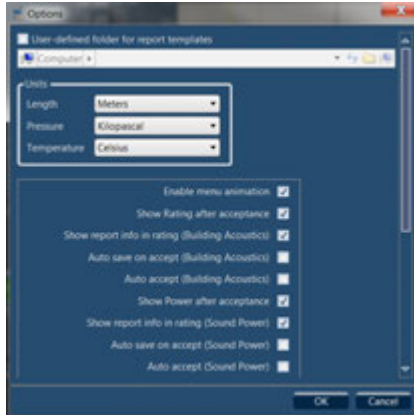 Options
User-defined folder for report templates
Computer
Units
Length Meters
Pressure Kilopascal
Temperature Celsius
Enable menu animation
Show Rating after acceptance
Show report info in rating (Building Acoustics)
Auto save on accept (Building Acoustics)
Auto accept (Building Acoustics)
Show Power after acceptance
Show report info in rating (Sound Power)
Auto save on accept (Sound Power)
Auto accept (Sound Power)
OK Cancel